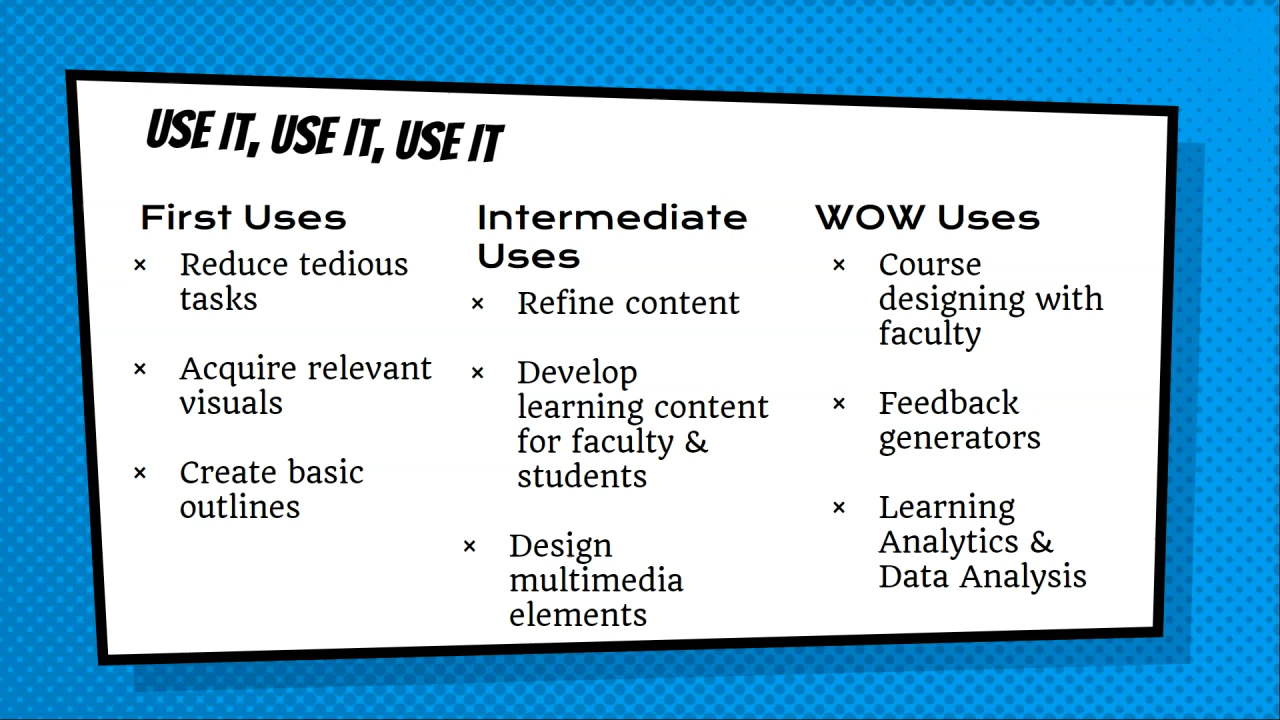 USE IT, USE IT, USE IT
First Uses
× Reduce tedious
tasks
× Acquire relevant
visuals
× Create basic
outlines
Intermediate
Uses
× Refine content
× Develop
learning content
for faculty &
students
× Design
multimedia
elements
WOW Uses
× Course
designing with
faculty
× Feedback
generators
× Learning
Analytics &
Data Analysis